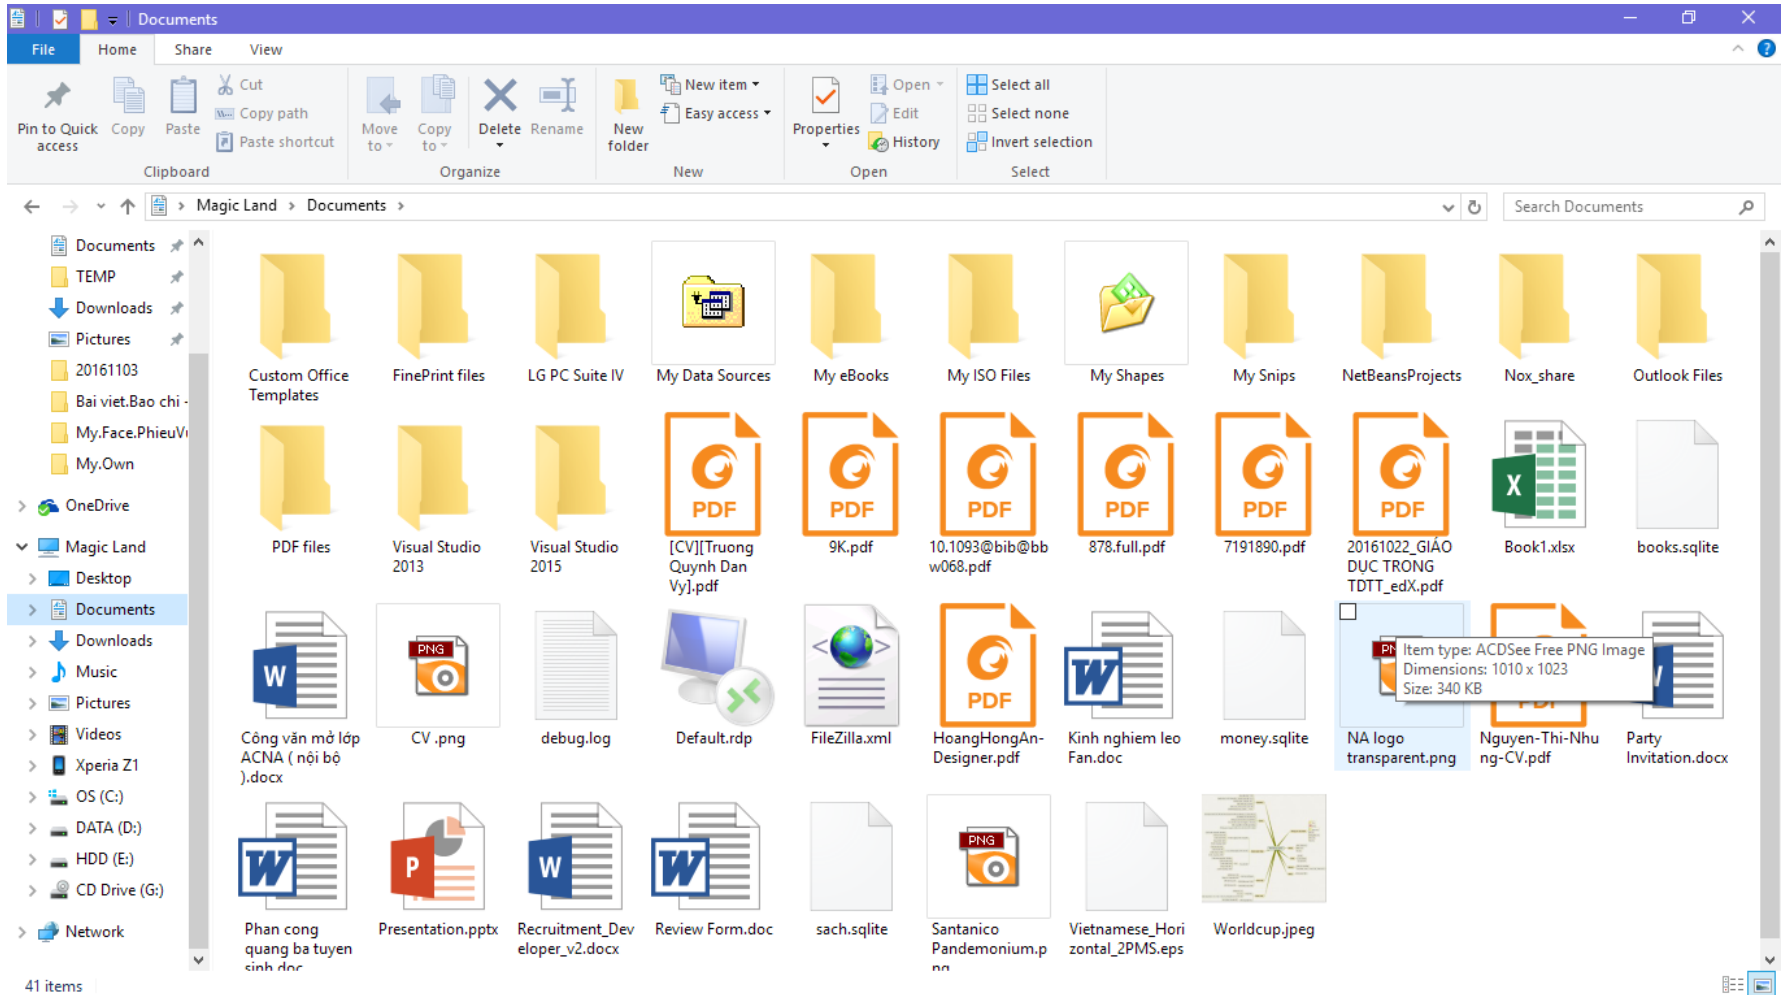 Documents
File Home Share View
Pin to Quick access
Copy
Paste
Cut
Copy path
Paste shortcut
Clipboard
Move to
Copy to
Delete
Rename
Organize
New folder
New item
Easy access
New
Properties
Open
Edit
History
Open
Select all
Select none
Invert selection
Select
Magic Land > Documents >
Search Documents
Documents
TEMP
Downloads
Pictures
20161103
Bai viet.Bao chi -
My.Face.PhieuVi
My.Own
OneDrive
Magic Land
Desktop
Documents
Downloads
Music
Pictures
Videos
Xperia Z1
OS (C:)
DATA (D:)
HDD (E:)
CD Drive (G:)
Network
Custom Office
Templates
FinePrint files
LG PC Suite IV
My Data Sources
My eBooks
My ISO Files
My Shapes
My Snips
NetBeansProjects
Nox_share
Outlook Files
PDF files
Visual Studio
2013
Visual Studio
2015
PDF
[CV][Truong
Quynh Dan
Vy].pdf
PDF
9K.pdf
PDF
10.1093@bib@bb
w068.pdf
PDF
878.full.pdf
PDF
7191890.pdf
PDF
20161022_GIÁO
DỤC TRONG
TDTT_edX.pdf
X
Book1.xlsx
books.sqlite
W
Công văn mở lớp
ACNA ( nội bộ
).docx
PNG
CV .png
debug.log
Default.rdp
FileZilla.xml
PDF
HoangHongAn-
Designer.pdf
W
Kinh nghiem leo
Fan.doc
money.sqlite
Item type: ACDSee Free PNG Image
Dimensions: 1010 x 1023
Size: 340 KB
NA logo
transparent.png
Nguyen-Thi-Nhu
ng-CV.pdf
Party
Invitation.docx
W
Phan cong
quang ba tuyen
sinh.doc
P
Presentation.pptx
W
Recruitment_Dev
eloper_v2.docx
W
Review Form.doc
sach.sqlite
PNG
Santanico
Pandemonium.p
ng
Vietnamese_Hori
zontal_2PMS.eps
Worldcup.jpeg
41 items